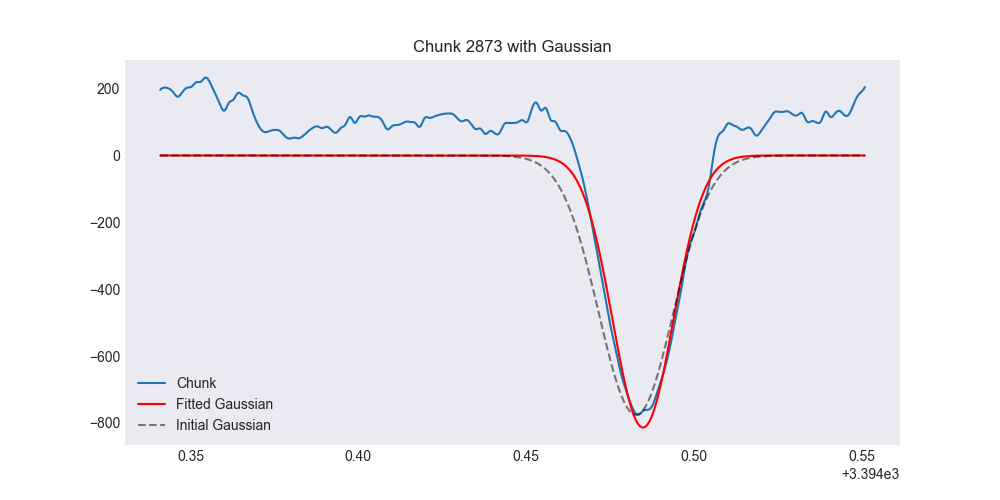 Chunk 2873 with Gaussian
200
0
−200
−400
−600
−800
Chunk
Fitted Gaussian
Initial Gaussian
0.35 0.40 0.45 0.50 0.55
+3.394e3